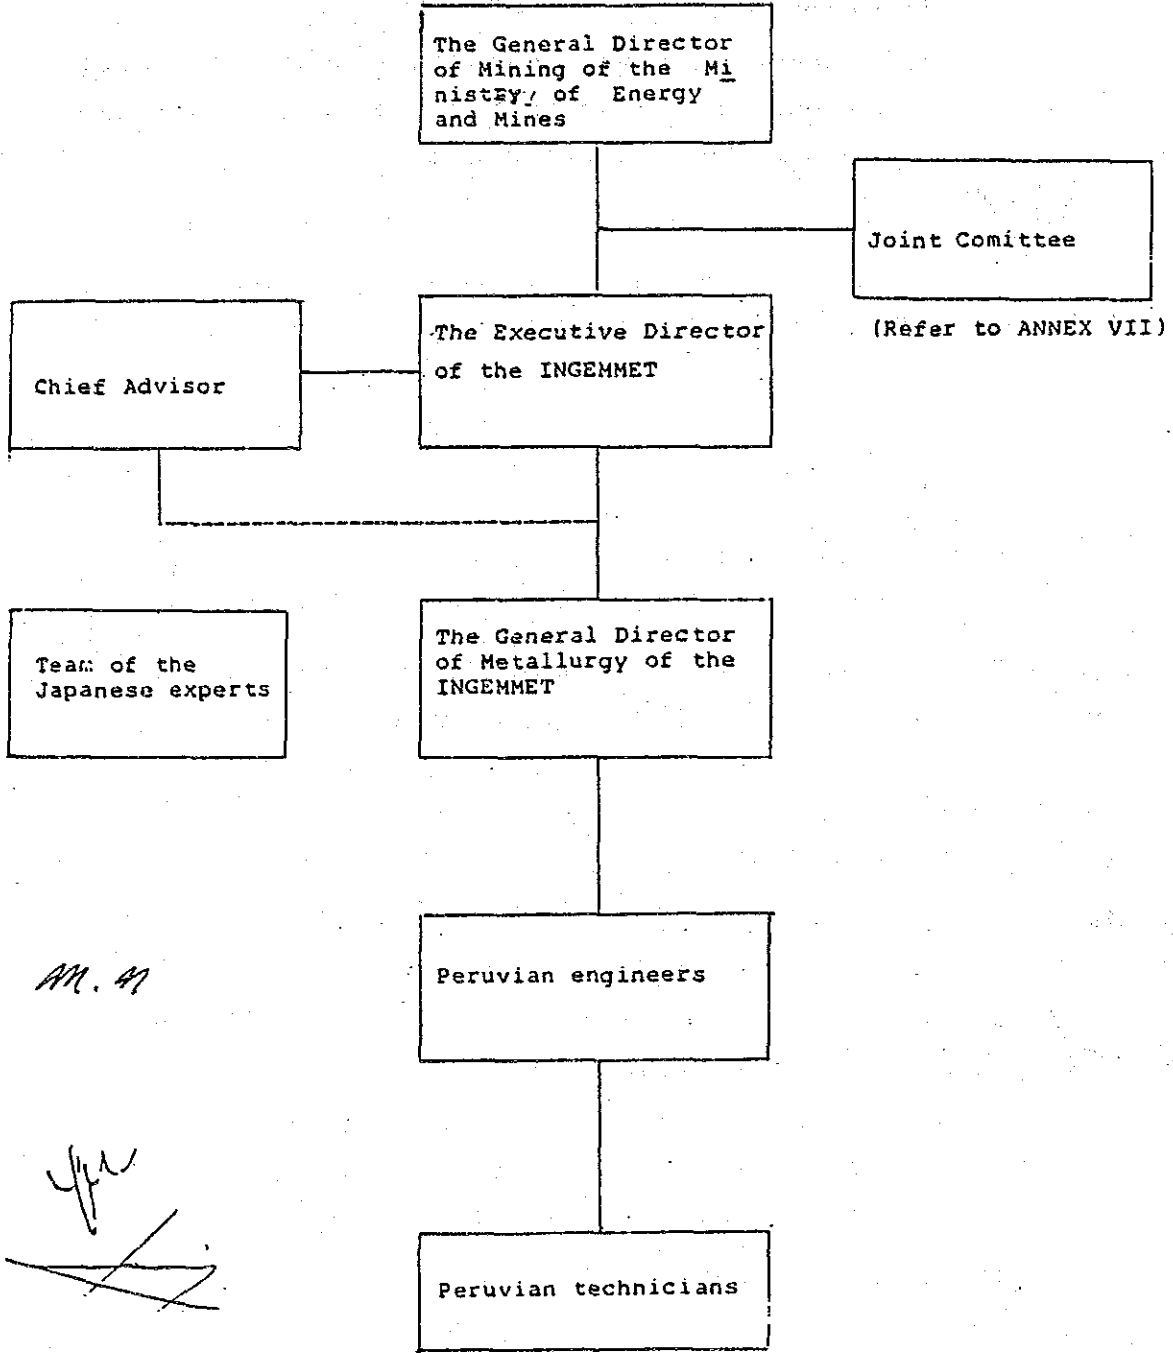 The General Director
of Mining of the Mi
nistry, of Energy
and Mines
Joint Comittee
(Refer to ANNEX VII)
The Executive Director
of the INGEMMET
Chief Advisor
Team of the
Japanese experts
The General Director
of Metallurgy of the
INGEMMET
Peruvian engineers
Peruvian technicians